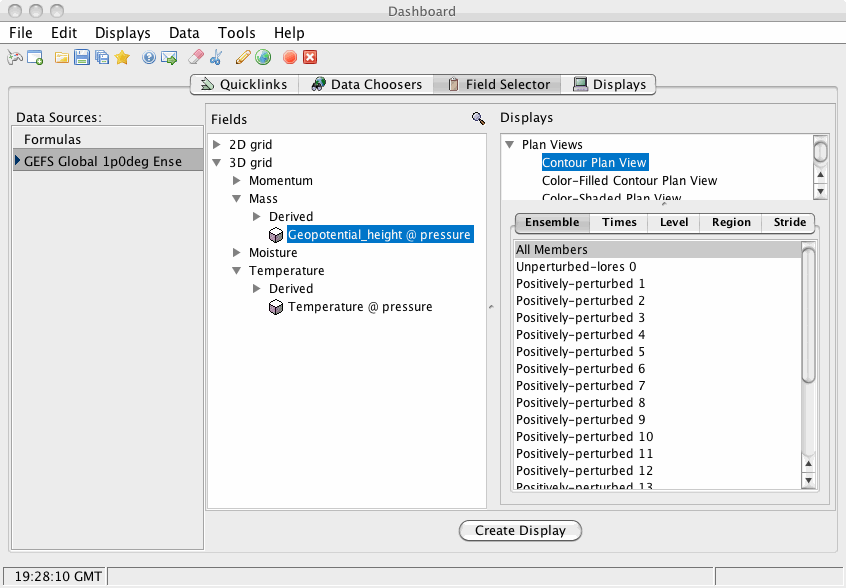 Dashboard
File Edit Displays Data Tools Help
Quicklinks Data Choosers Field Selector Displays
Data Sources:
Formulas
GEFS Global 1p0deg Ense
Fields
2D grid
3D grid
Momentum
Mass
Derived
Geopotential_height @ pressure
Moisture
Temperature
Derived
Temperature @ pressure
Displays
Plan Views
Contour Plan View
Color-Filled Contour Plan View
Color-Shaded Plan View
Ensemble Times Level Region Stride
All Members
Unperturbed-lores 0
Positively-perturbed 1
Positively-perturbed 2
Positively-perturbed 3
Positively-perturbed 4
Positively-perturbed 5
Positively-perturbed 6
Positively-perturbed 7
Positively-perturbed 8
Positively-perturbed 9
Positively-perturbed 10
Positively-perturbed 11
Positively-perturbed 12
Positively-perturbed 13
Create Display
19:28:10 GMT